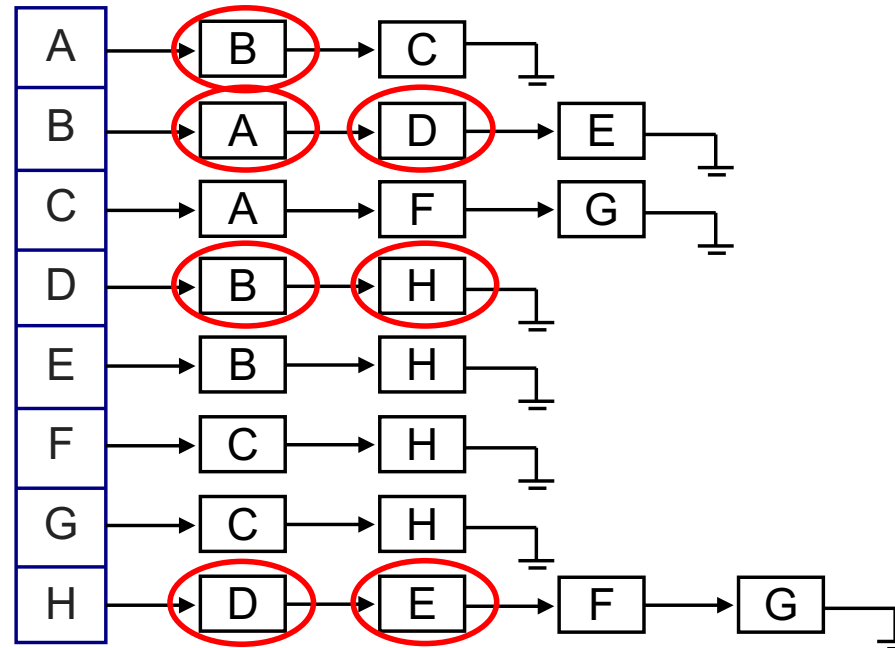 A B C
B A D E
C A F G
D B H
E B H
F C H
G C H
H D E F G